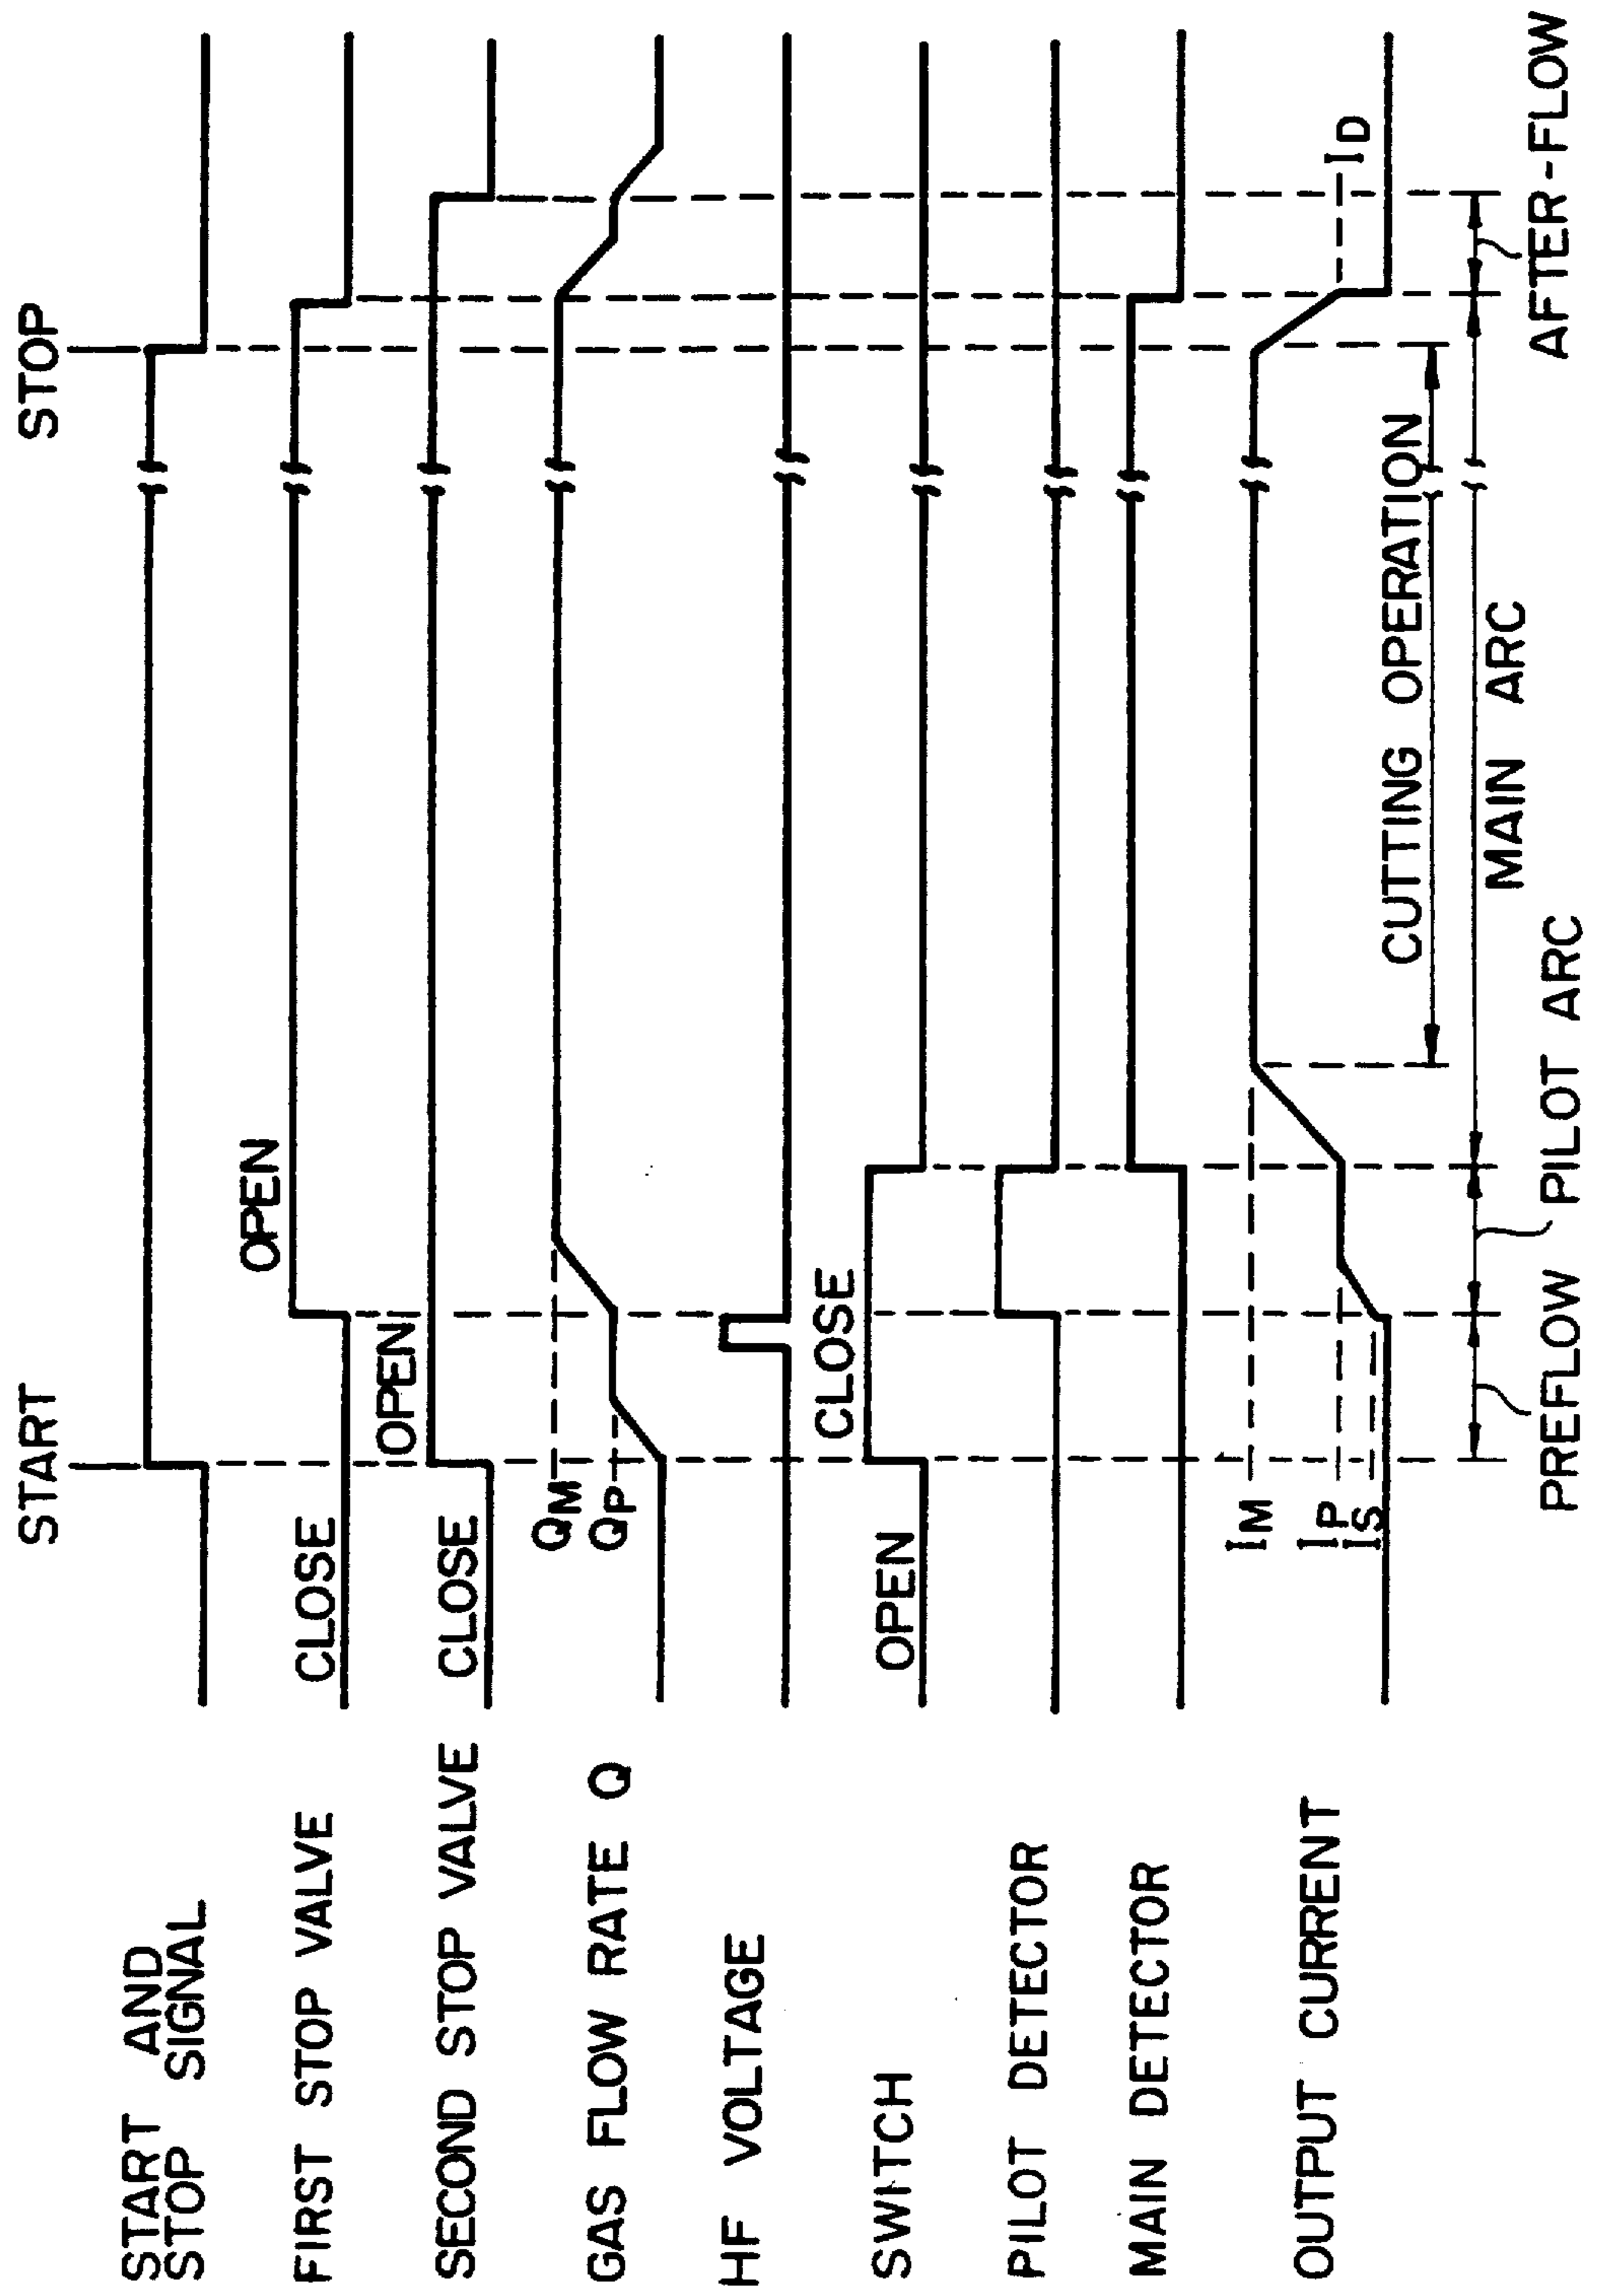 START
STOP
START AND
STOP SIGNAL
OPEN
FIRST STOP VALVE
CLOSE
OPEN
SECOND STOP VALVE
CLOSE
QM
GAS FLOW RATE Q
QP
HF VOLTAGE
CLOSE
SWITCH
OPEN
PILOT DETECTOR
MAIN DETECTOR
IM
OUTPUT CURRENT
IP
IS
ID
CUTTING OPERATION
MAIN ARC
PREFLOW
PILOT ARC
AFTER-FLOW